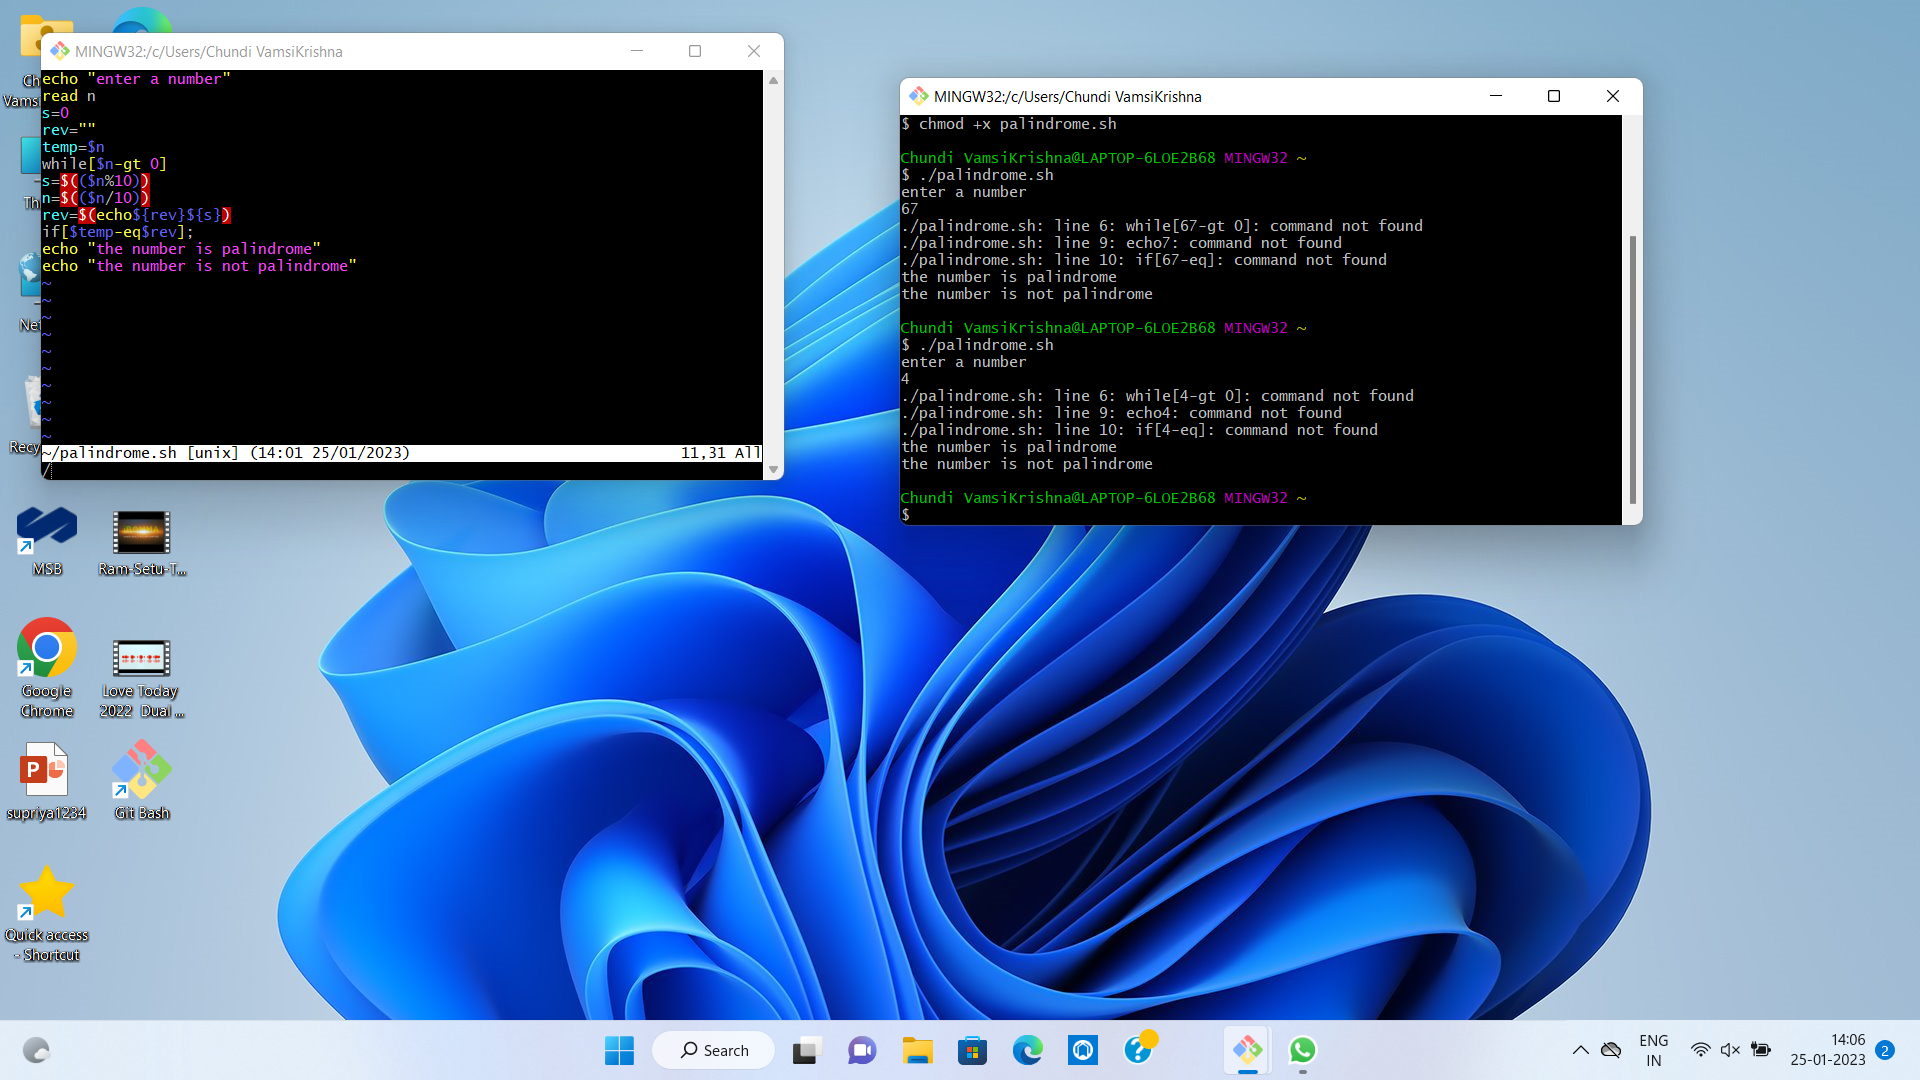 Ch
Vamsi
Th
Net
Recy
MINGW32:/c/Users/Chundi VamsiKrishna
echo "enter a number"
read n
s=0
rev=""
temp=$n
while[$n-gt 0]
s=$(($n%10))
n=$(($n/10))
rev=$(echo${rev}${s})
if[$temp-eq$rev];
echo "the number is palindrome"
echo "the number is not palindrome"
~
~
~
~
~
~
~
~
~
~
~/palindrome.sh [unix] (14:01 25/01/2023) 11,31 All
/
MINGW32:/c/Users/Chundi VamsiKrishna
$ chmod +x palindrome.sh
Chundi VamsiKrishna@LAPTOP-6LOE2B68 MINGW32 ~
$ ./palindrome.sh
enter a number
67
./palindrome.sh: line 6: while[67-gt 0]: command not found
./palindrome.sh: line 9: echo7: command not found
./palindrome.sh: line 10: if[67-eq]: command not found
the number is palindrome
the number is not palindrome
Chundi VamsiKrishna@LAPTOP-6LOE2B68 MINGW32 ~
$ ./palindrome.sh
enter a number
4
./palindrome.sh: line 6: while[4-gt 0]: command not found
./palindrome.sh: line 9: echo4: command not found
./palindrome.sh: line 10: if[4-eq]: command not found
the number is palindrome
the number is not palindrome
Chundi VamsiKrishna@LAPTOP-6LOE2B68 MINGW32 ~
$
MSB
Ram-Setu-T...
Google
Chrome
Love Today
2022 Dual ...
supriya1234
Git Bash
Quick access
- Shortcut
Search
ENG
IN
14:06
25-01-2023
2